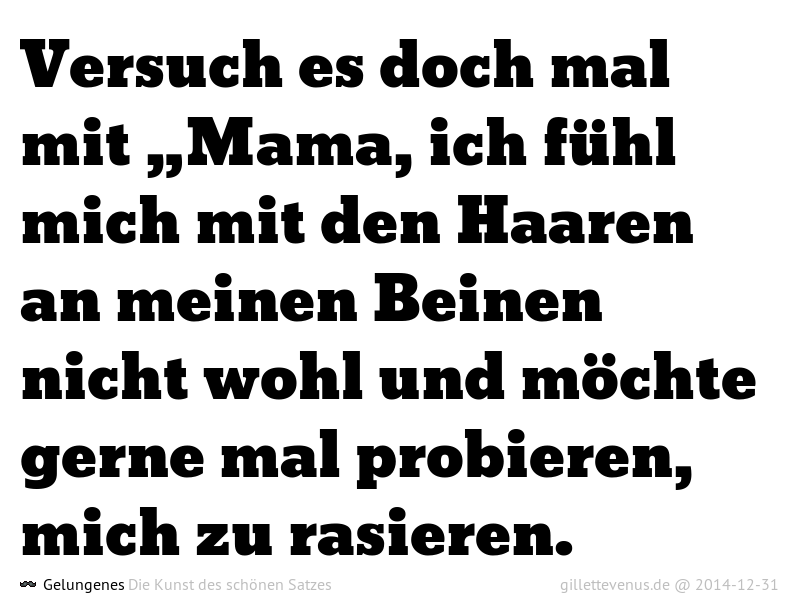 Versuch es doch mal
mit „Mama, ich fühl
mich mit den Haaren
an meinen Beinen
nicht wohl und möchte
gerne mal probieren,
mich zu rasieren.
Gelungenes Die Kunst des schönen Satzes
gillettevenus.de @ 2014-12-31